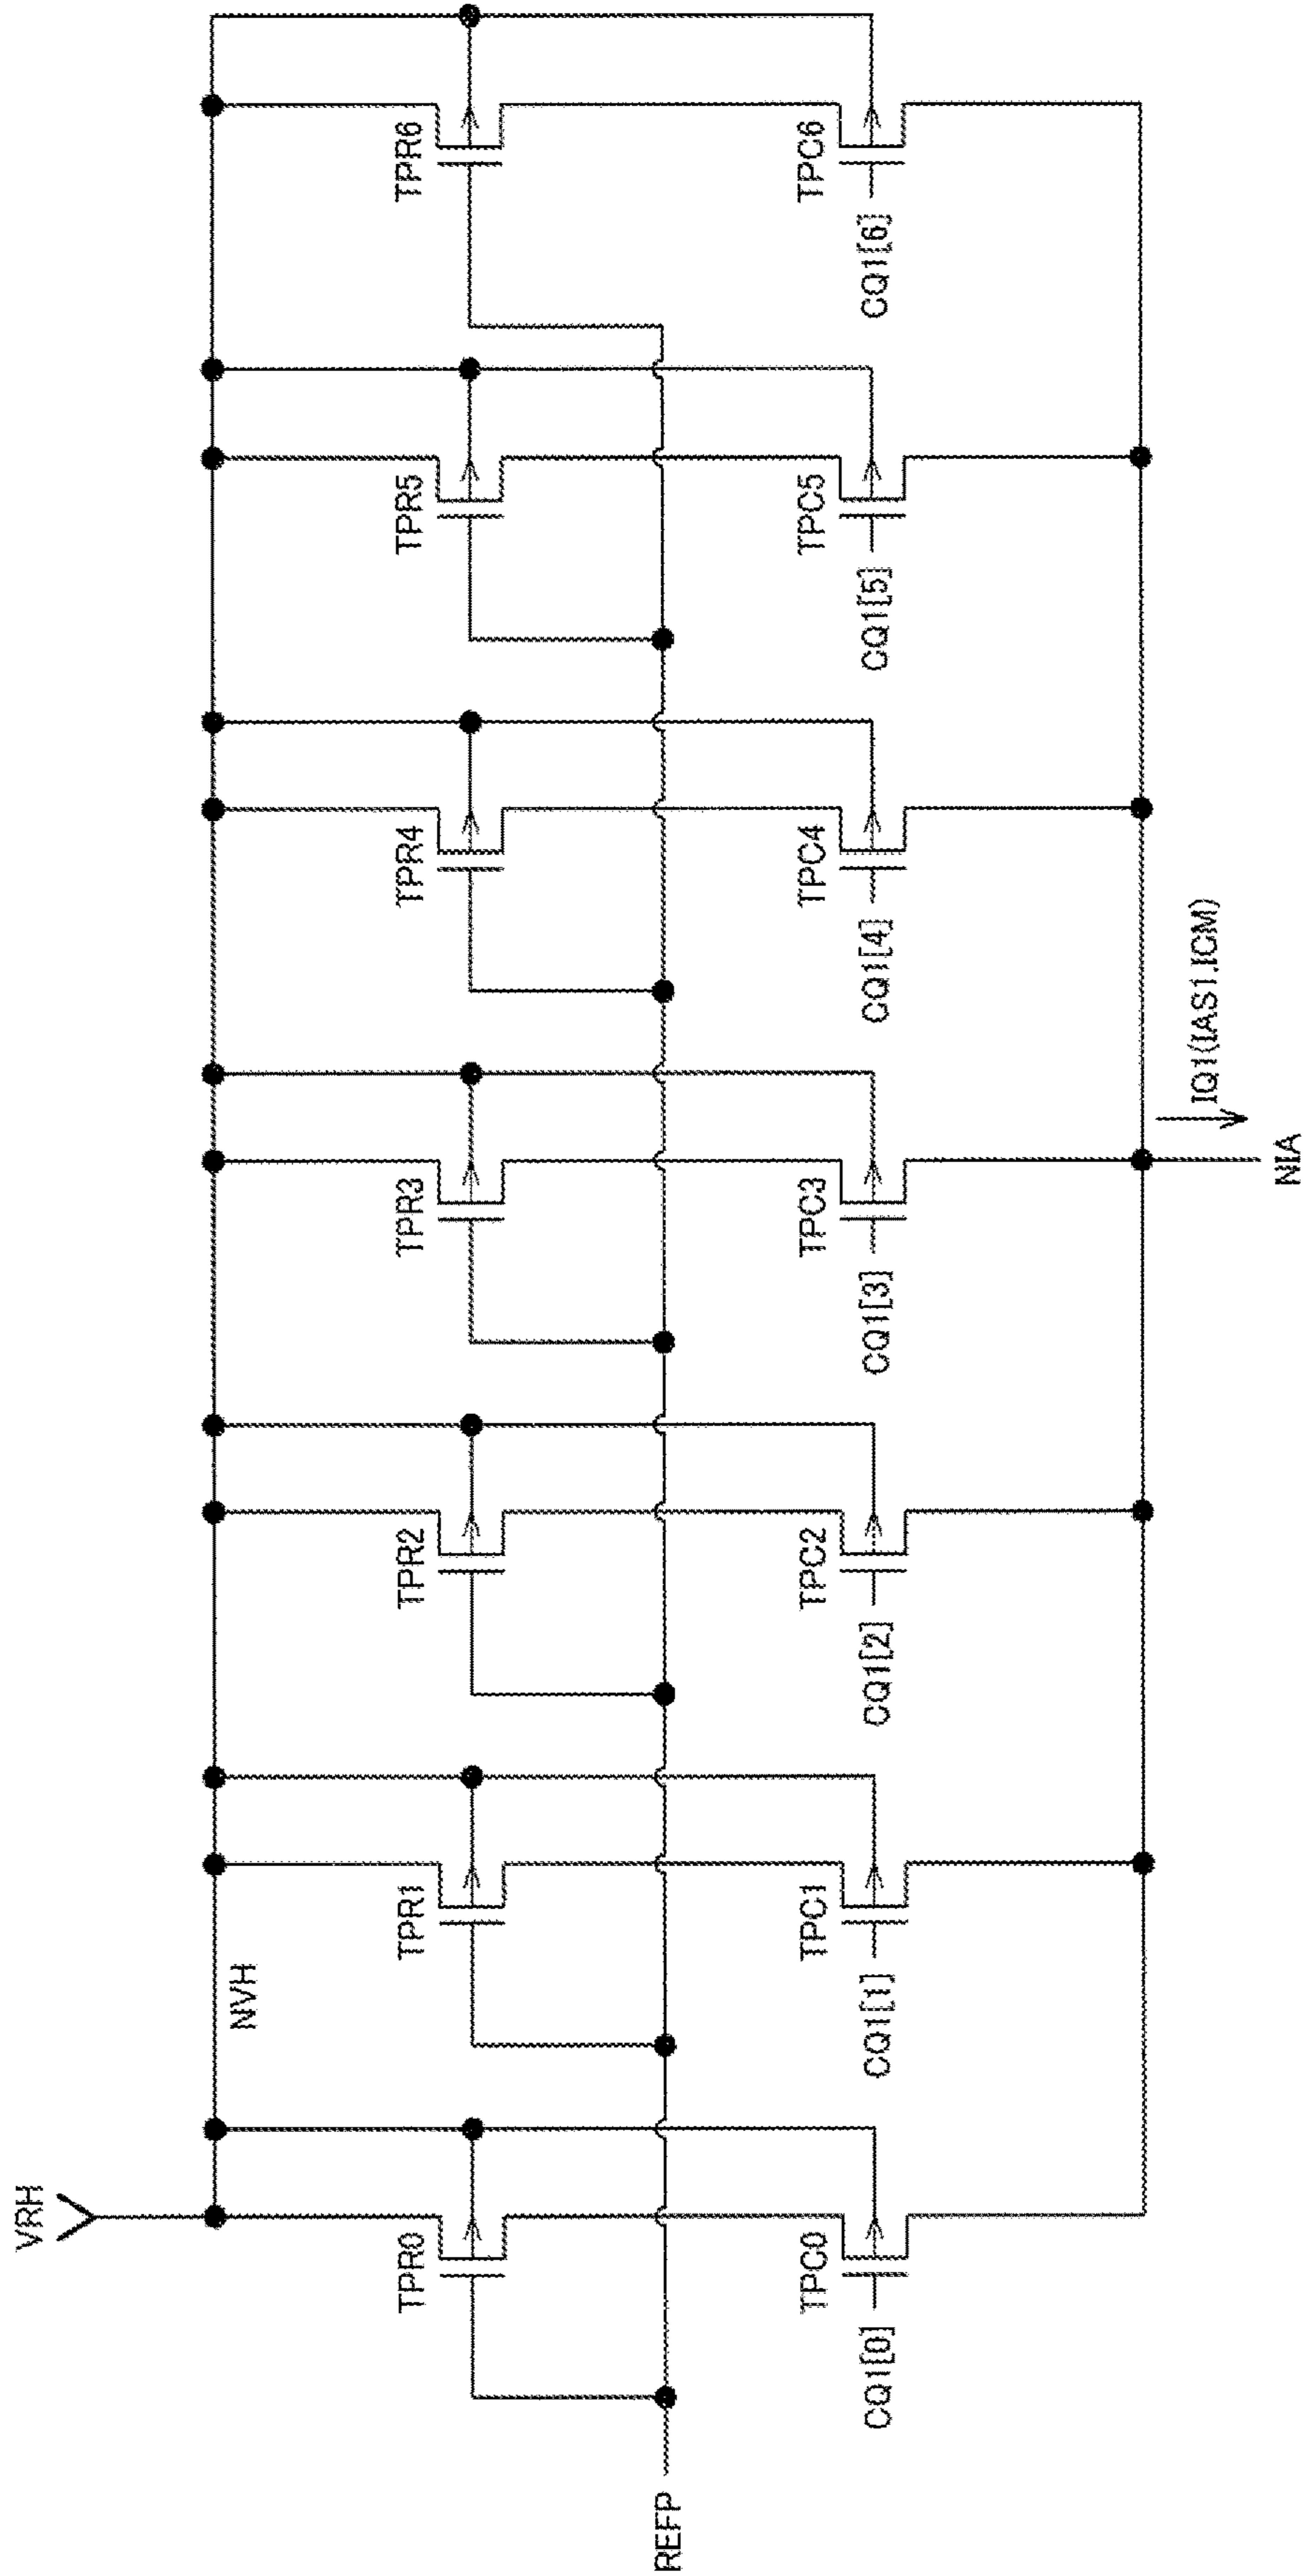 VRH
NVH
TPR0
TPR1
TPR2
TPR3
TPR4
TPR5
TPR6
REFP
TPC0
TPC1
TPC2
TPC3
TPC4
TPC5
TPC6
CQ1[0]
CQ1[1]
CQ1[2]
CQ1[3]
CQ1[4]
CQ1[5]
CQ1[6]
IQ1(IAS1.ICM)
NIA